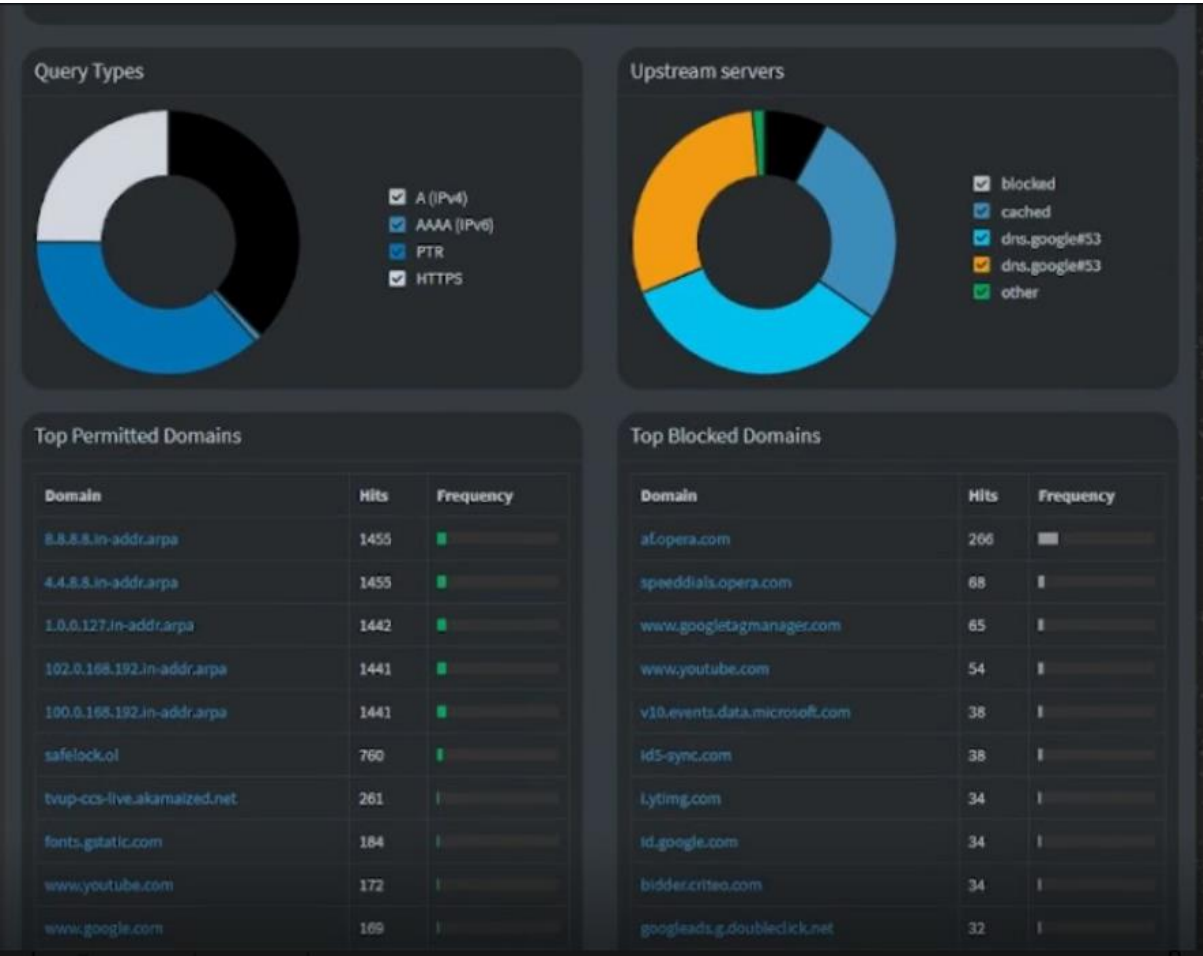 Query Types
A (IPv4)
AAAA (IPv6)
PTR
HTTPS
Upstream servers
blocked
cached
dns.google#53
dns.google#53
other
Top Permitted Domains
Domain Hits Frequency
8.8.8.8.in-addr.arpa 1455
4.4.8.8.in-addr.arpa 1455
1.0.0.127.in-addr.arpa 1442
102.0.168.192.in-addr.arpa 1441
100.0.168.192.in-addr.arpa 1441
safelock.ol 760
tvup-ccs-live.akamaized.net 261
fonts.gstatic.com 184
www.youtube.com 172
www.google.com 169
Top Blocked Domains
Domain Hits Frequency
af.opera.com 266
speeddials.opera.com 68
www.googletagmanager.com 65
www.youtube.com 54
v10.events.data.microsoft.com 38
id5-sync.com 38
i.ytimg.com 34
id.google.com 34
bidder.criteo.com 34
googleads.g.doubleclick.net 32